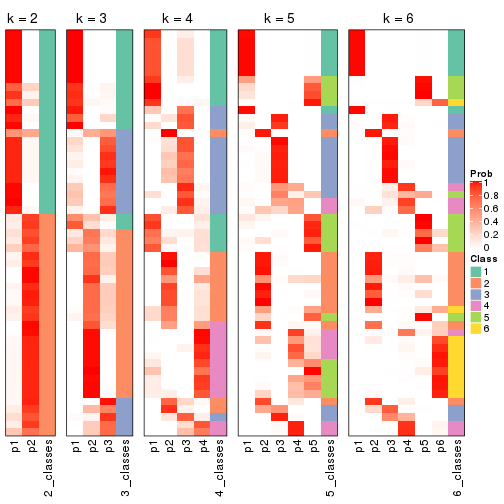 k = 2
k = 3
k = 4
k = 5
k = 6
p1
p2
2_classes
p1
p2
p3
3_classes
p1
p2
p3
p4
4_classes
p1
p2
p3
p4
p5
5_classes
p1
p2
p3
p4
p5
p6
6_classes
Prob
1
0.8
0.6
0.4
0.2
0
Class
1
2
3
4
5
6